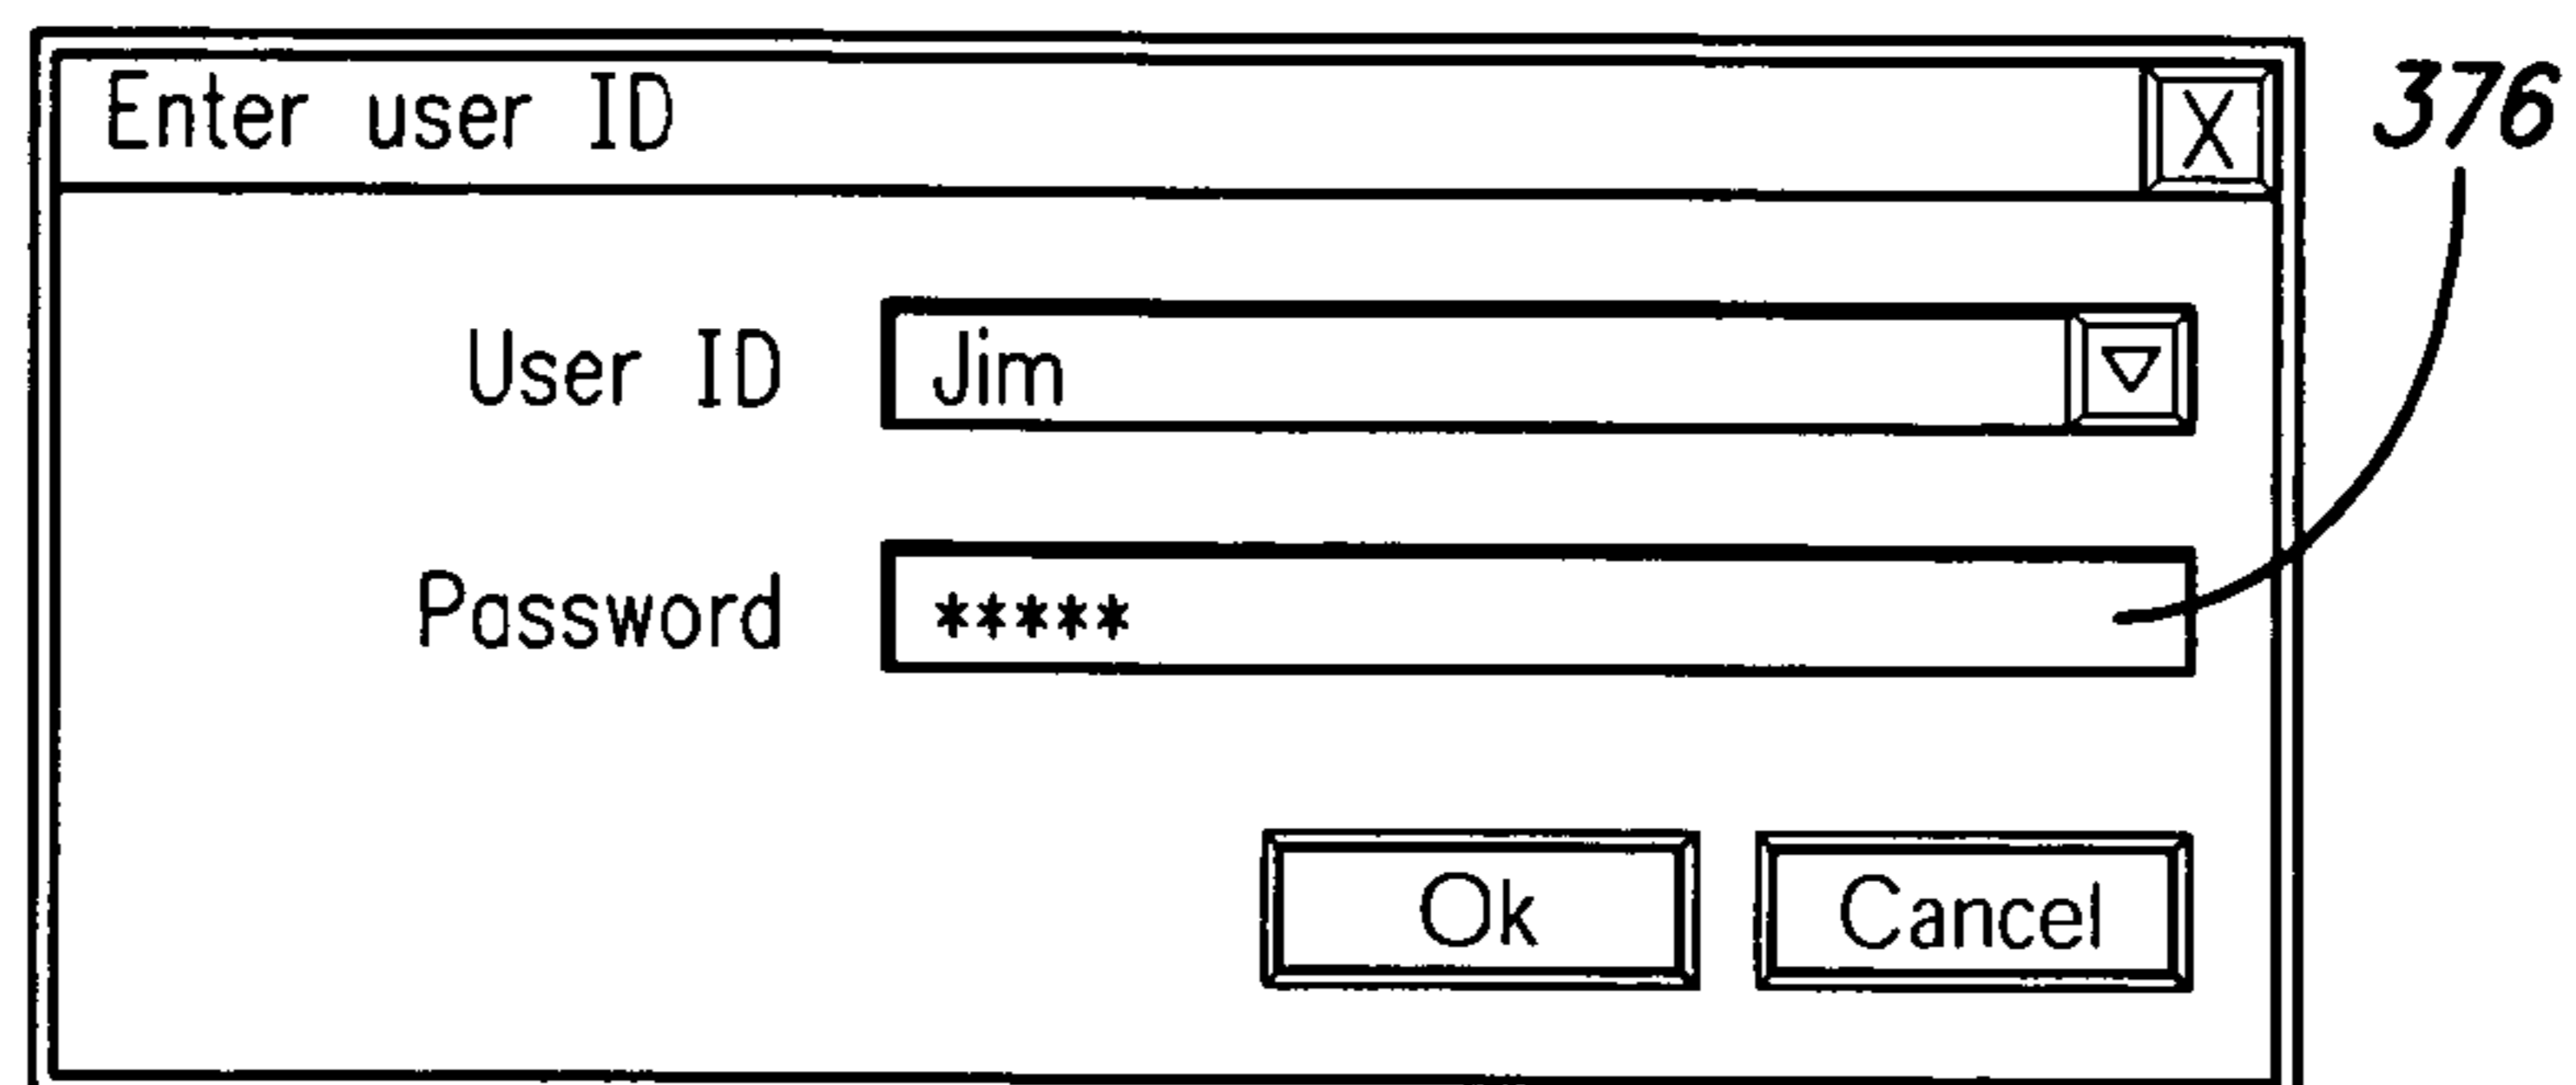 Enter user ID X
376
User ID Jim
Password *****
Ok Cancel